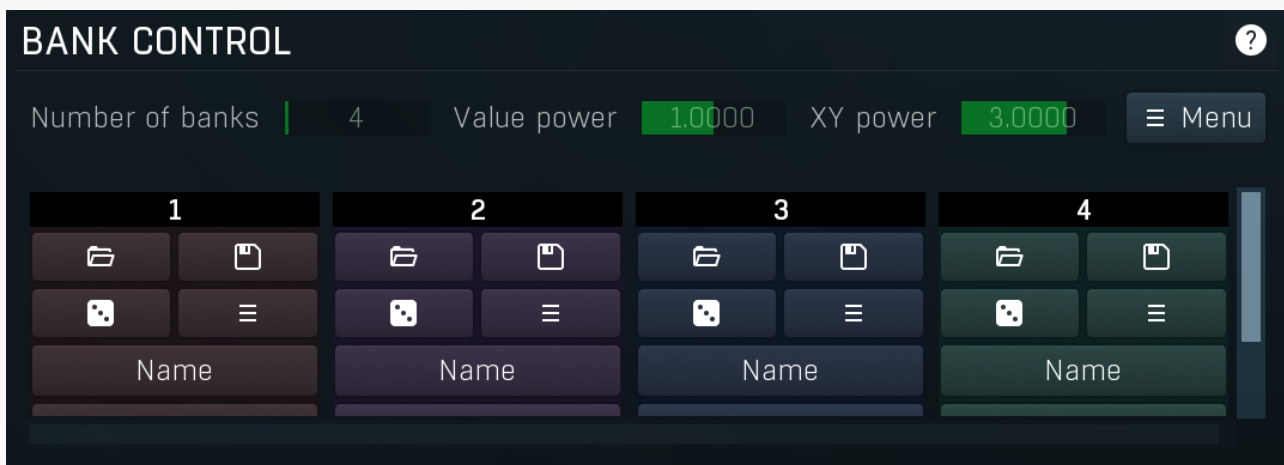 BANK CONTROL ?
Number of banks 4 Value power 1.0000 XY power 3.0000 Menu
1 2 3 4
Name Name Name Name